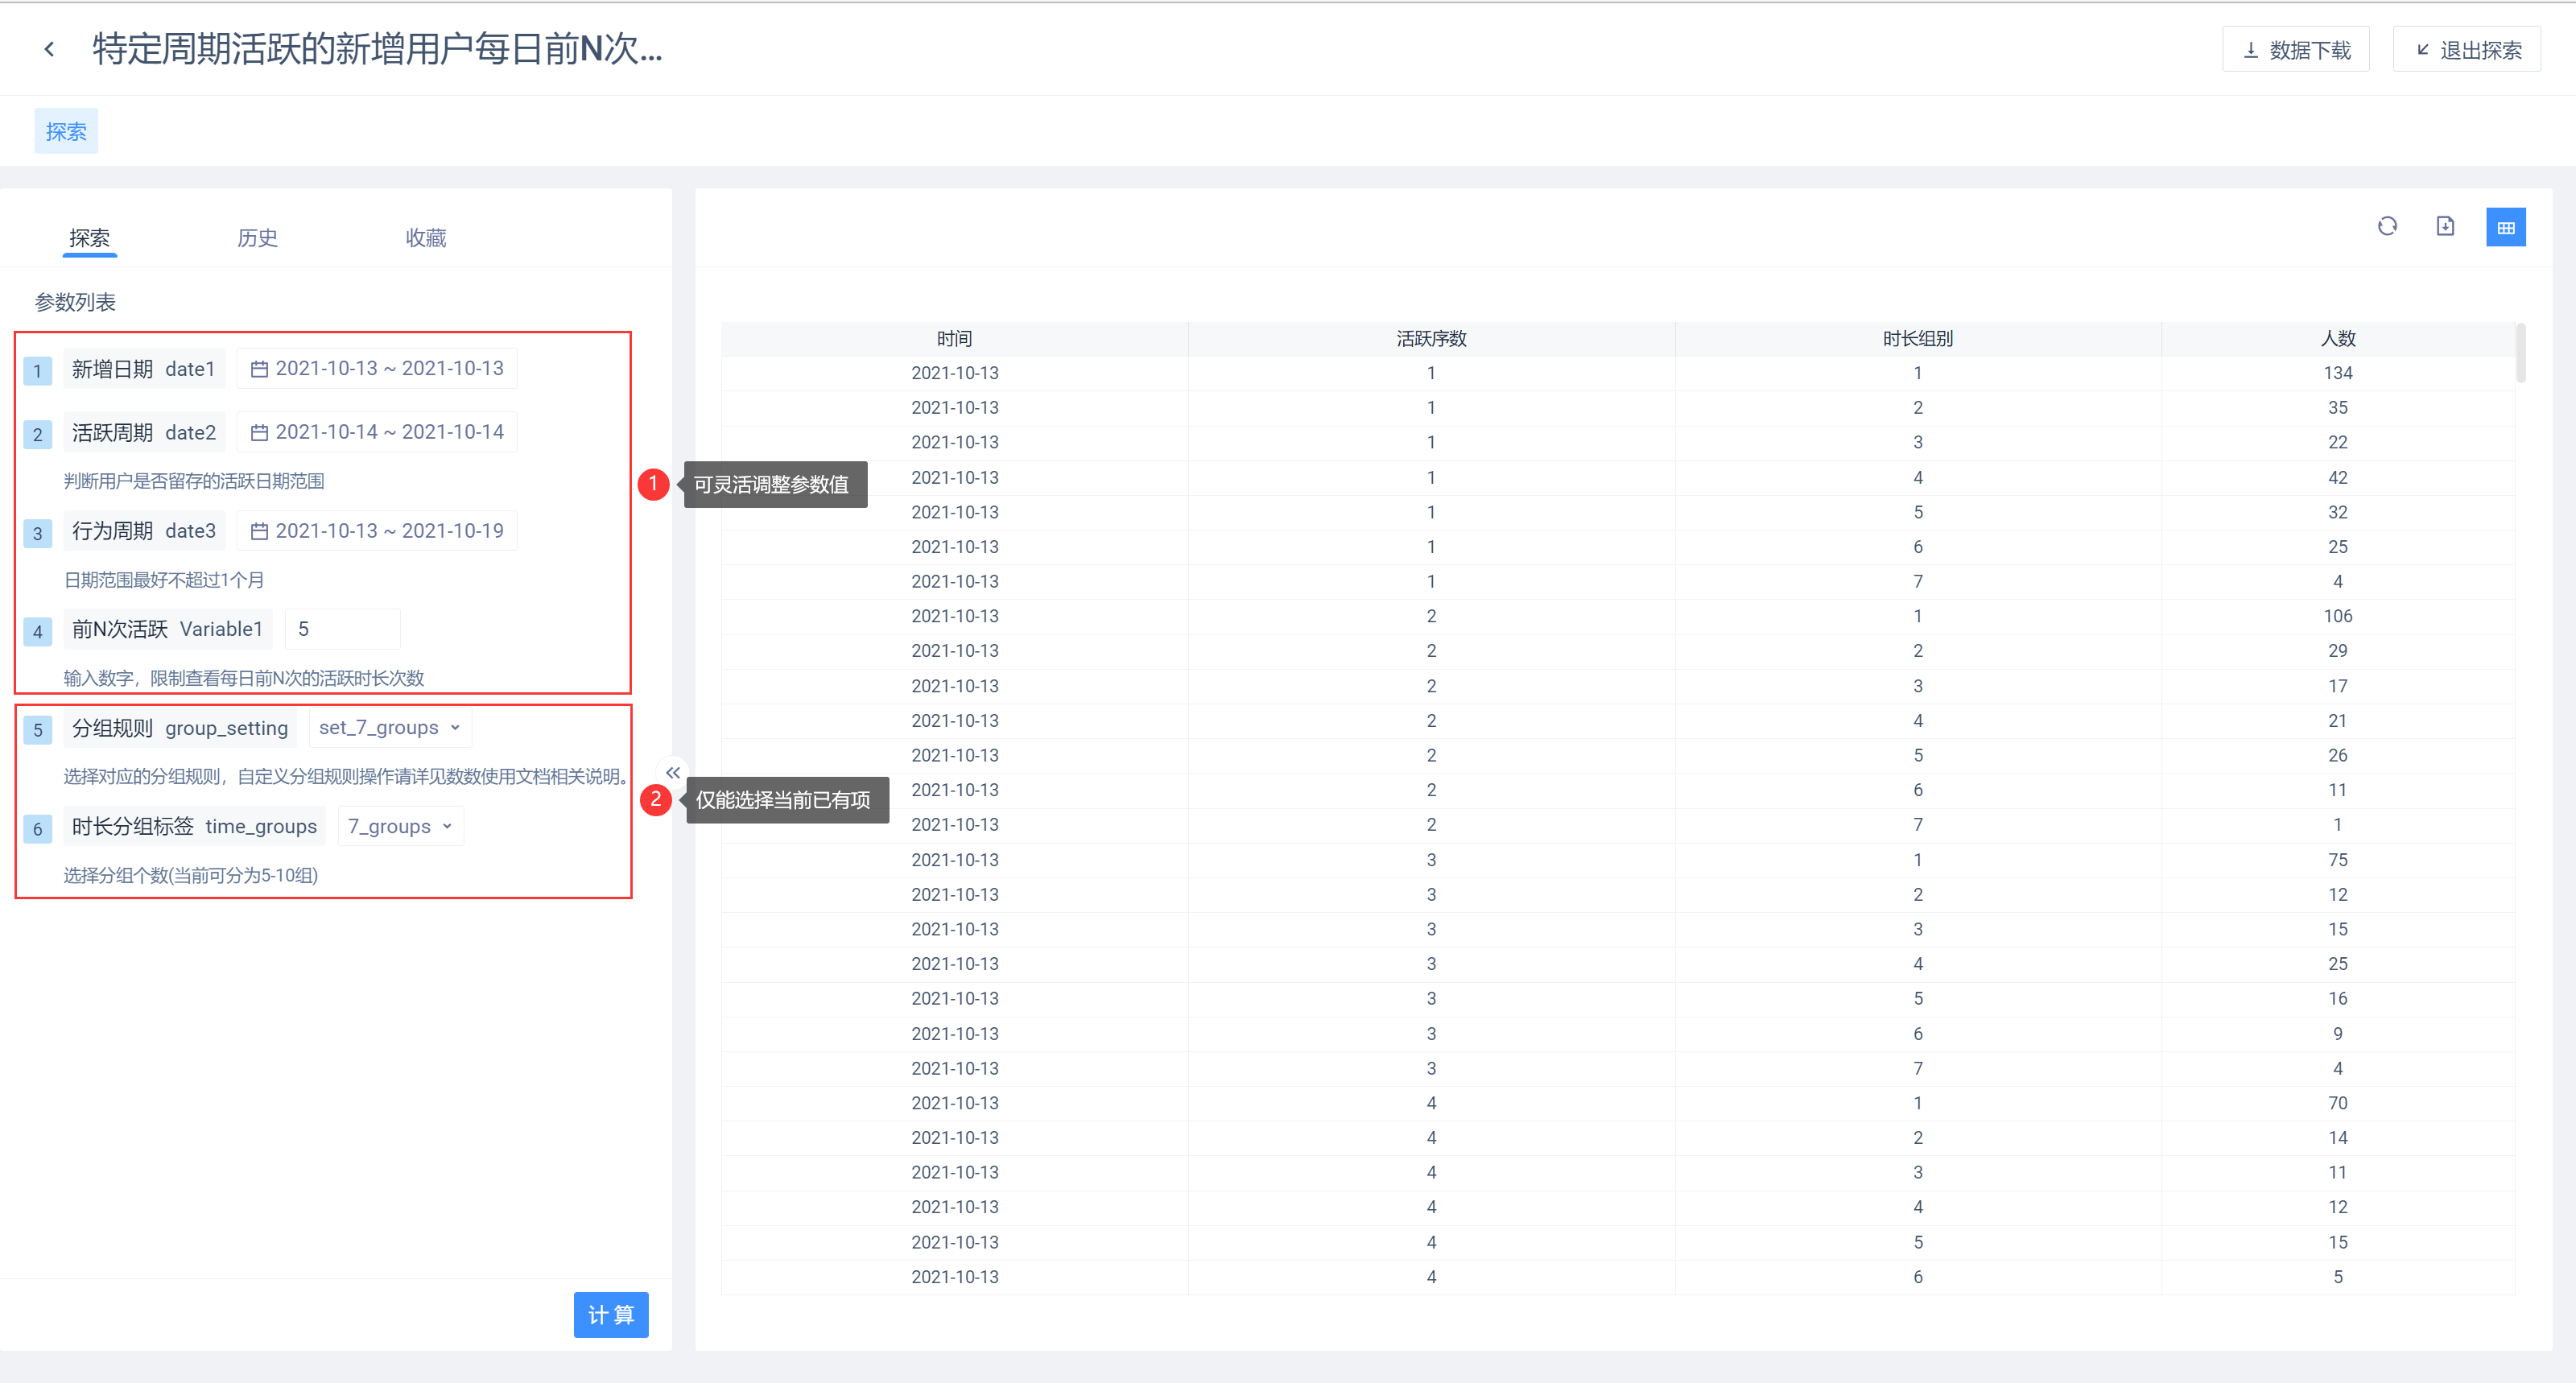 特定周期活跃的新增用户每日前N次...
数据下载
退出探索
探索
探索 历史 收藏
参数列表
1 新增日期 date1 2021-10-13 ~ 2021-10-13
2 活跃周期 date2 2021-10-14 ~ 2021-10-14
判断用户是否留存的活跃日期范围
3 行为周期 date3 2021-10-13 ~ 2021-10-19
日期范围最好不超过1个月
4 前N次活跃 Variable1 5
输入数字，限制查看每日前N次的活跃时长次数
1 可灵活调整参数值
5 分组规则 group_setting set_7_groups
选择对应的分组规则，自定义分组规则操作请详见数数使用文档相关说明。
6 时长分组标签 time_groups 7_groups
选择分组个数(当前可分为5-10组)
2 仅能选择当前已有项
计算
时间 活跃序数 时长组别 人数
2021-10-13 1 1 134
2021-10-13 1 2 35
2021-10-13 1 3 22
2021-10-13 1 4 42
2021-10-13 1 5 32
2021-10-13 1 6 25
2021-10-13 1 7 4
2021-10-13 2 1 106
2021-10-13 2 2 29
2021-10-13 2 3 17
2021-10-13 2 4 21
2021-10-13 2 5 26
2021-10-13 2 6 11
2021-10-13 2 7 1
2021-10-13 3 1 75
2021-10-13 3 2 12
2021-10-13 3 3 15
2021-10-13 3 4 25
2021-10-13 3 5 16
2021-10-13 3 6 9
2021-10-13 3 7 4
2021-10-13 4 1 70
2021-10-13 4 2 14
2021-10-13 4 3 11
2021-10-13 4 4 12
2021-10-13 4 5 15
2021-10-13 4 6 5